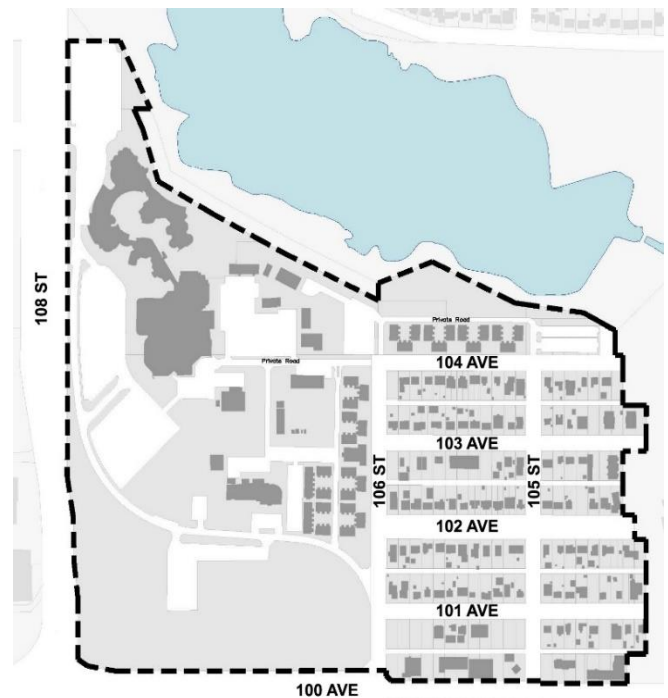 108 ST
Private Road
Private Road
104 AVE
103 AVE
106 ST
105 ST
102 AVE
101 AVE
100 AVE